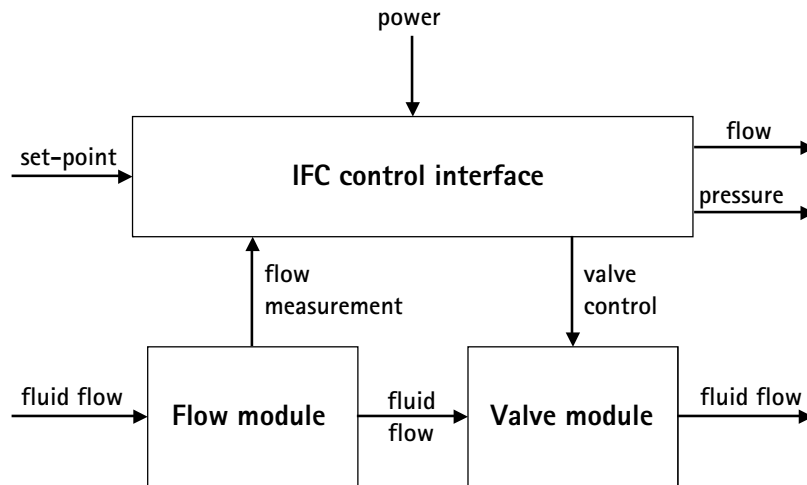 power
flow
set-point
IFC control interface
pressure
flow
measurement
valve
control
fluid flow
Flow module
fluid
flow
Valve module
fluid flow